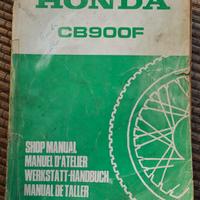 HONDA
CB900F
SHOP MANUAL
MANUEL D'ATELIER
WERKSTATT-HANDBUCH
MANUAL DE TALLER